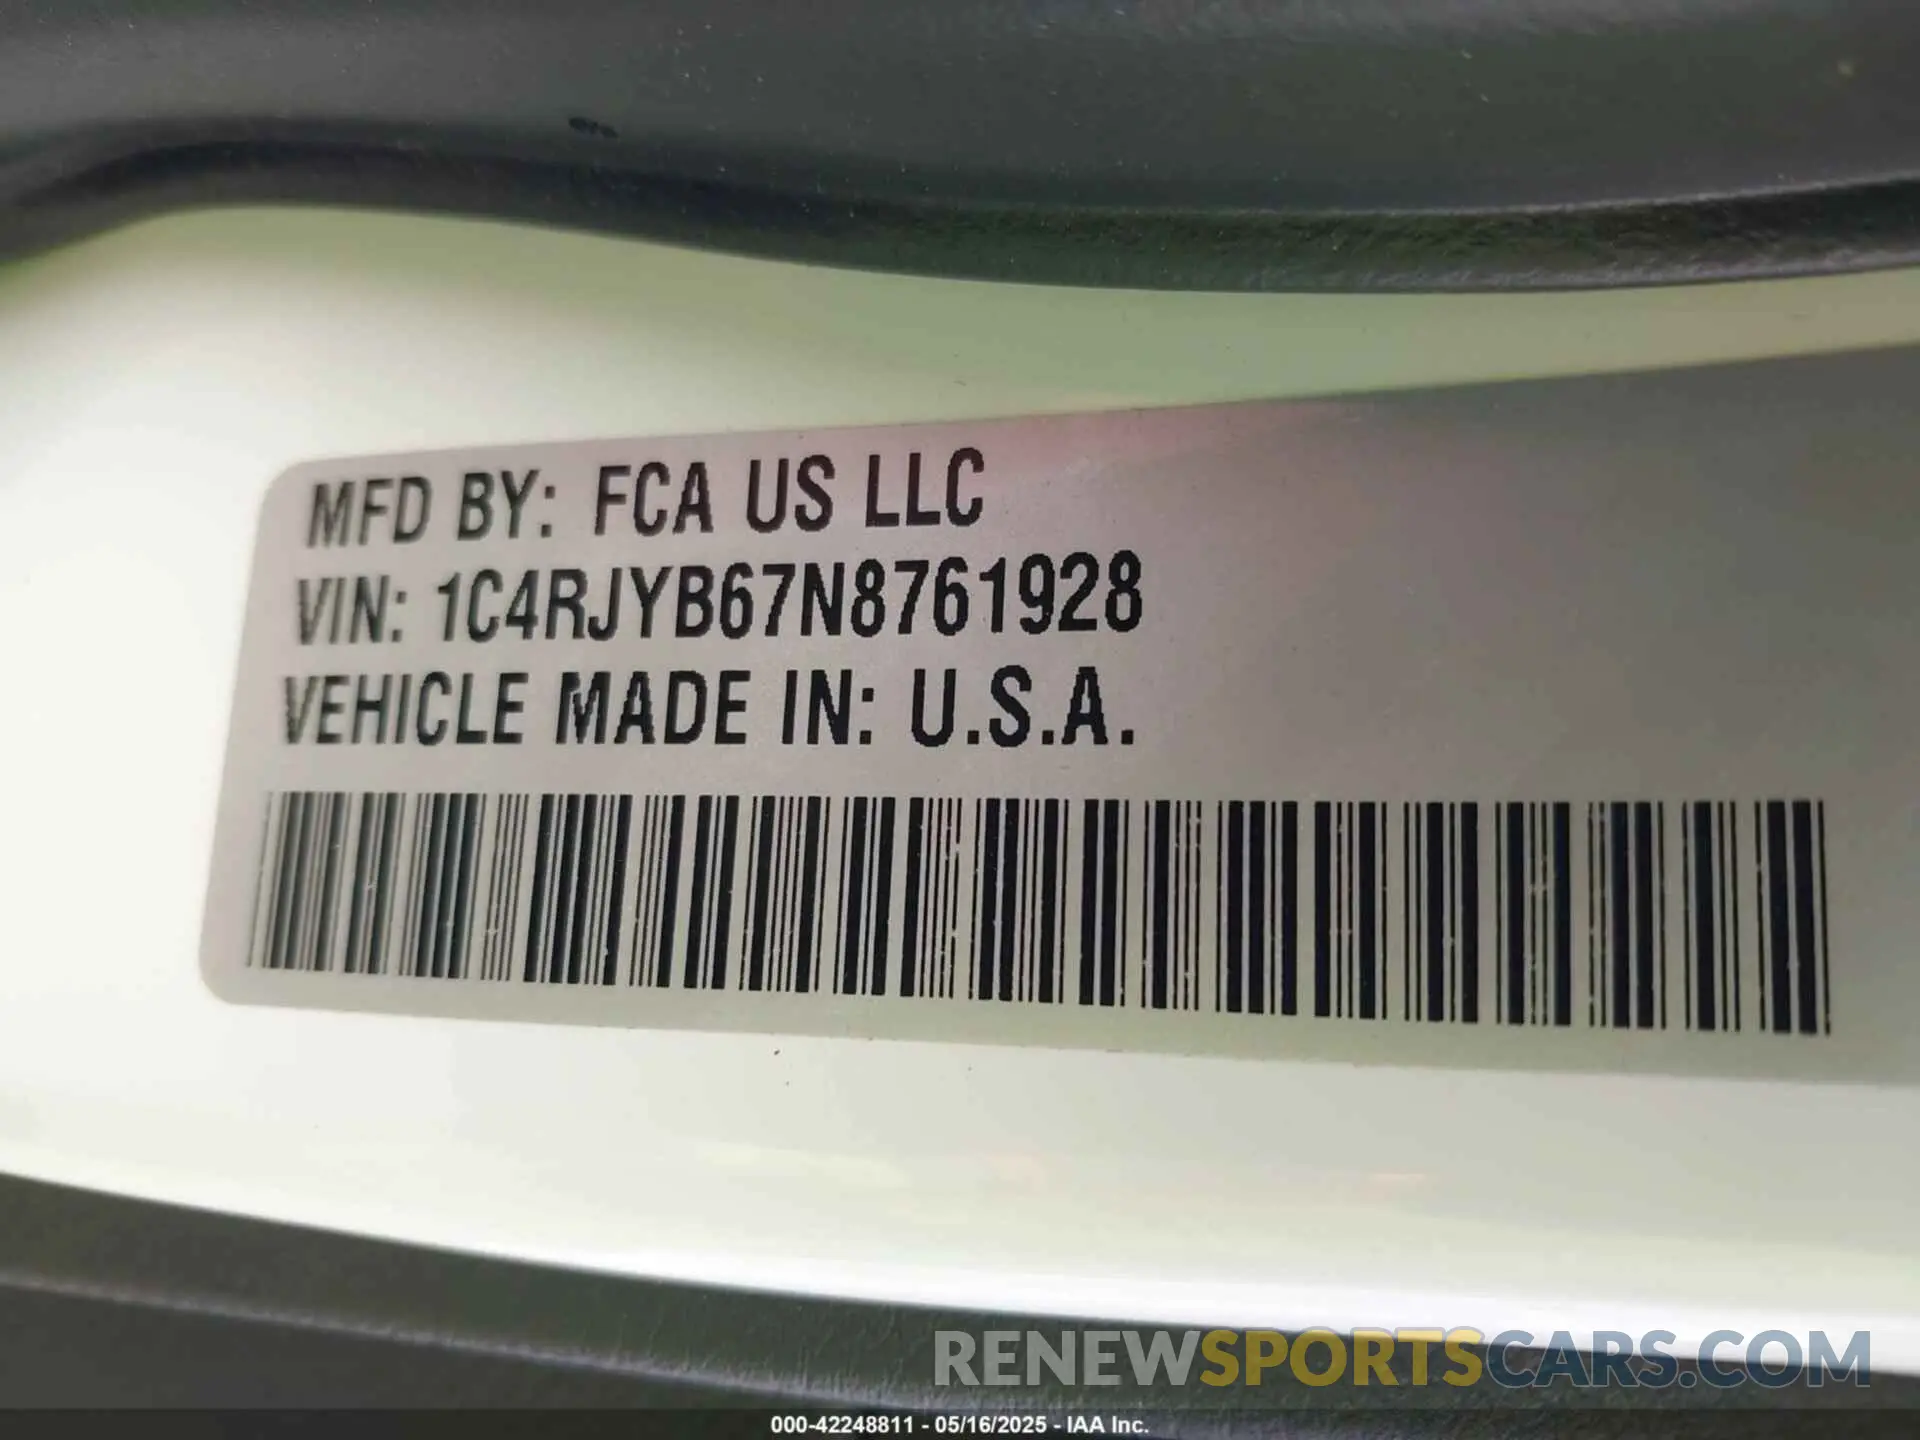 MFD BY: FCA US LLC
VIN: 1C4RJYB67N8761928
VEHICLE MADE IN: U.S.A.
RENEWSPORTSCARS.COM
000-42248811 - 05/16/2025 - IAA Inc.